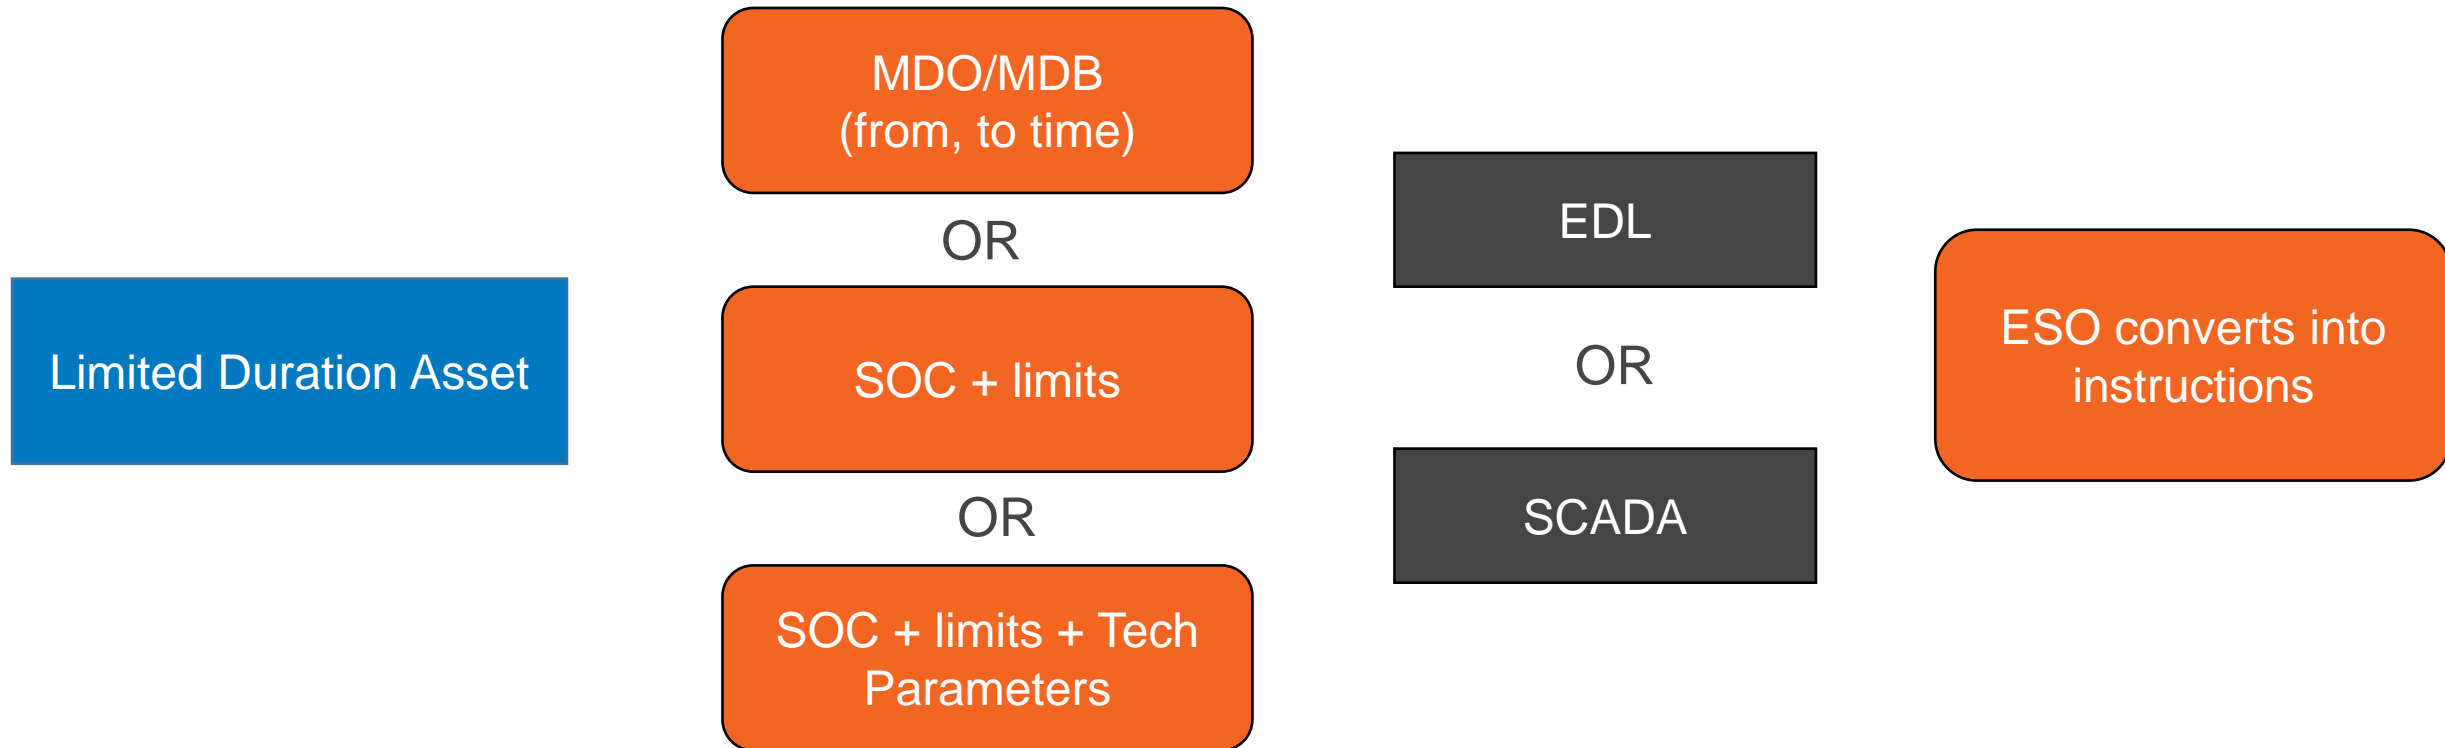 Limited Duration Asset
MDO/MDB
(from, to time)
OR
SOC + limits
OR
SOC + limits + Tech
Parameters
EDL
OR
SCADA
ESO converts into
instructions